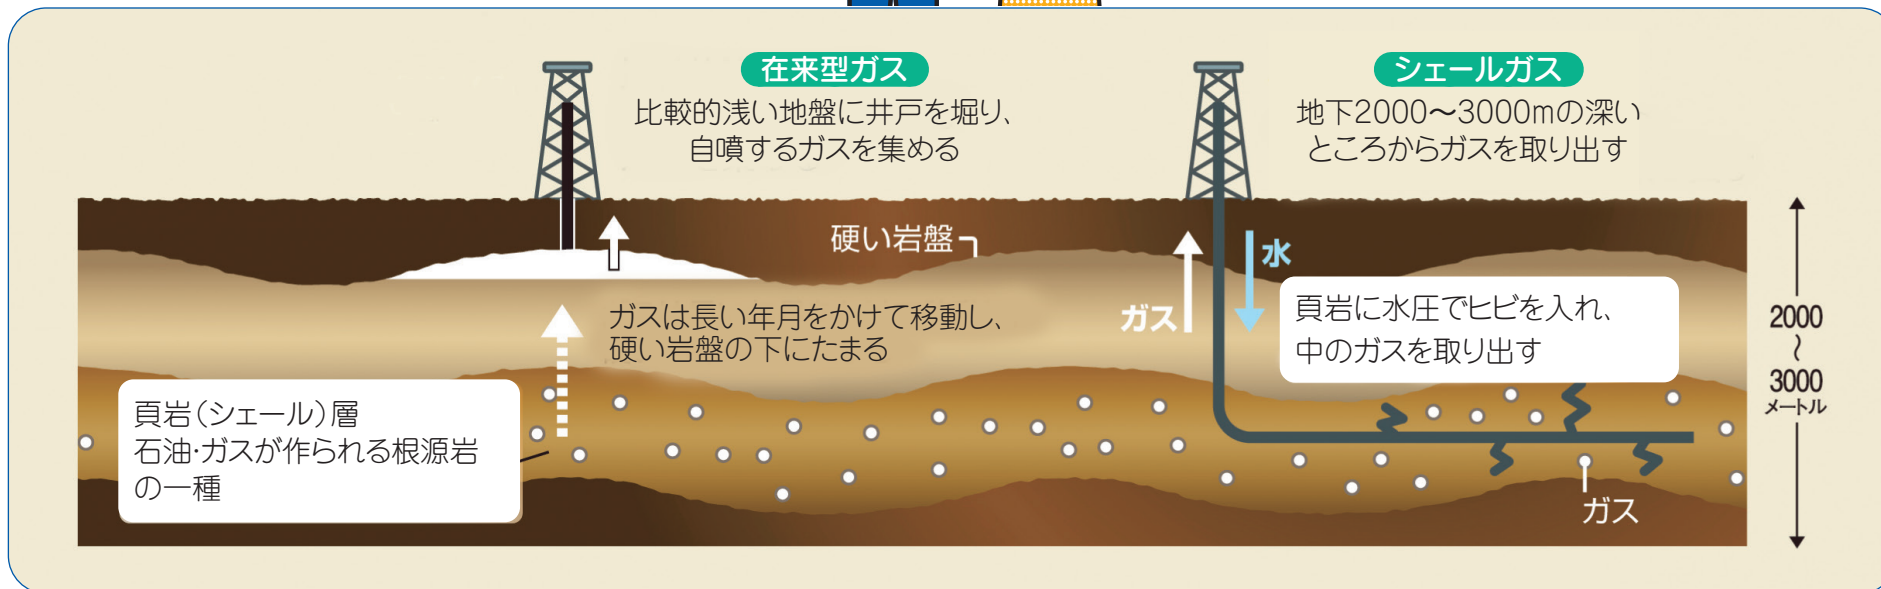 在来型ガス
比較的浅い地盤に井戸を堀り、
自噴するガスを集める
シェールガス
地下2000〜3000mの深い
ところからガスを取り出す
硬い岩盤
ガスは長い年月をかけて移動し、
硬い岩盤の下にたまる
頁岩(シェール)層
石油・ガスが作られる根源岩
の一種
ガス
水
頁岩に水圧でヒビを入れ、
中のガスを取り出す
ガス
2000
〜
3000
メートル